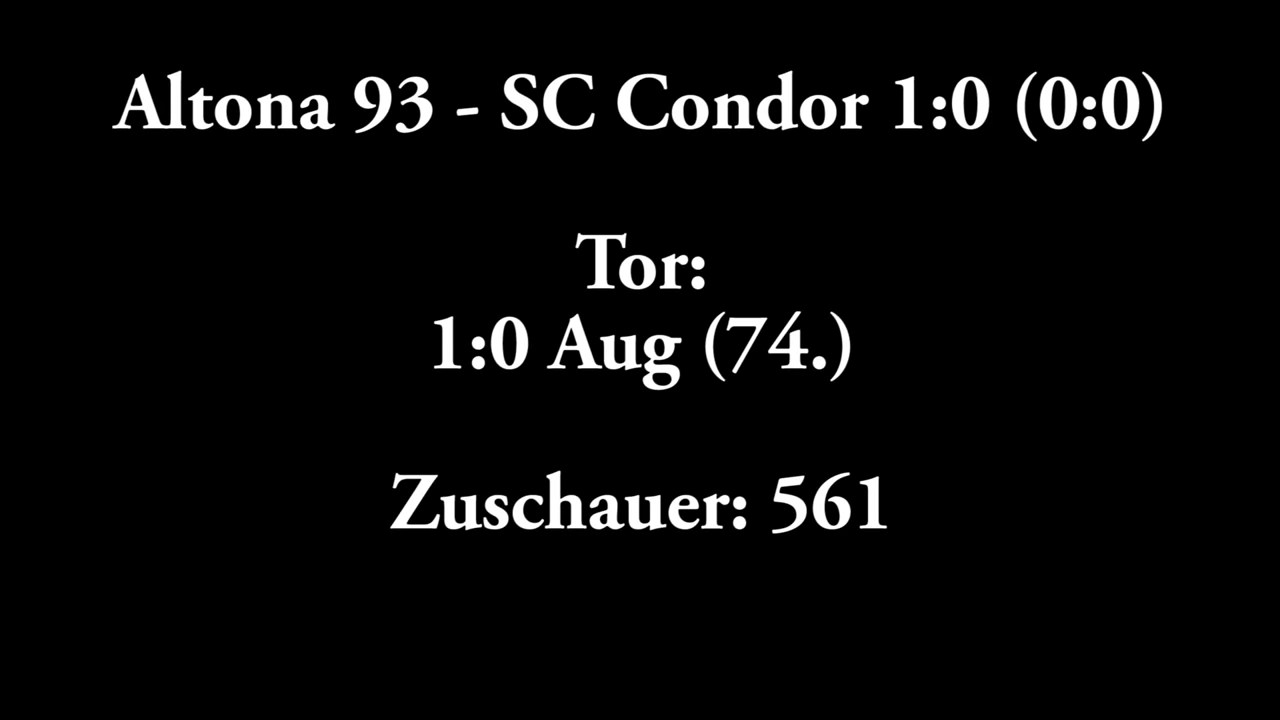 Altona 93 - SC Condor 1:0 (0:0)
Tor:
1:0 Aug (74.)
Zuschauer: 561